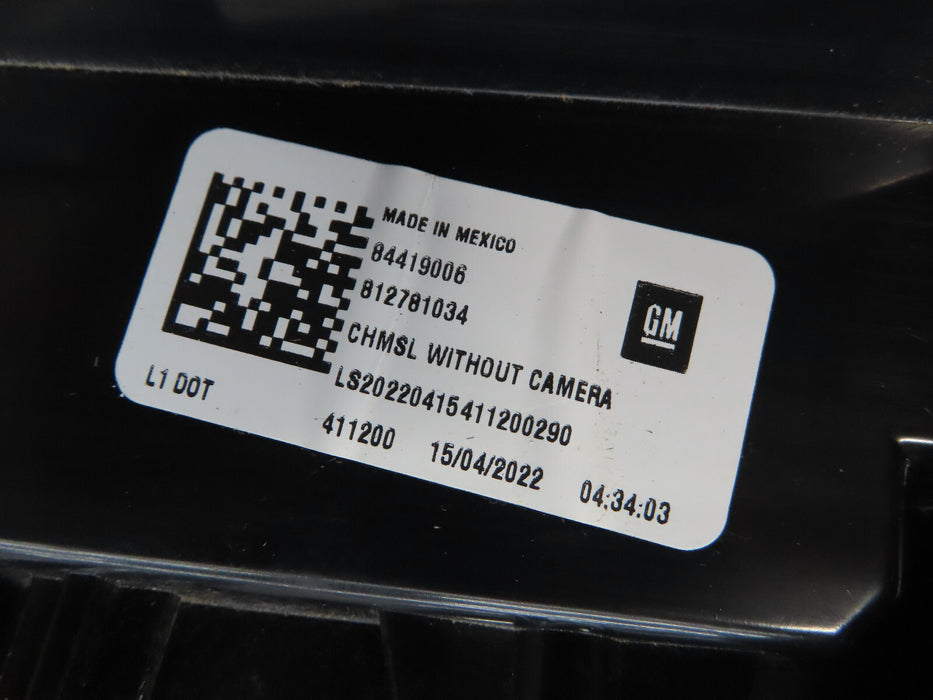 MADE IN MEXICO
84419006
812781034
GM
CHMSL WITHOUT CAMERA
LS20220415411200290
L1 DOT
411200 15/04/2022 04:34:03